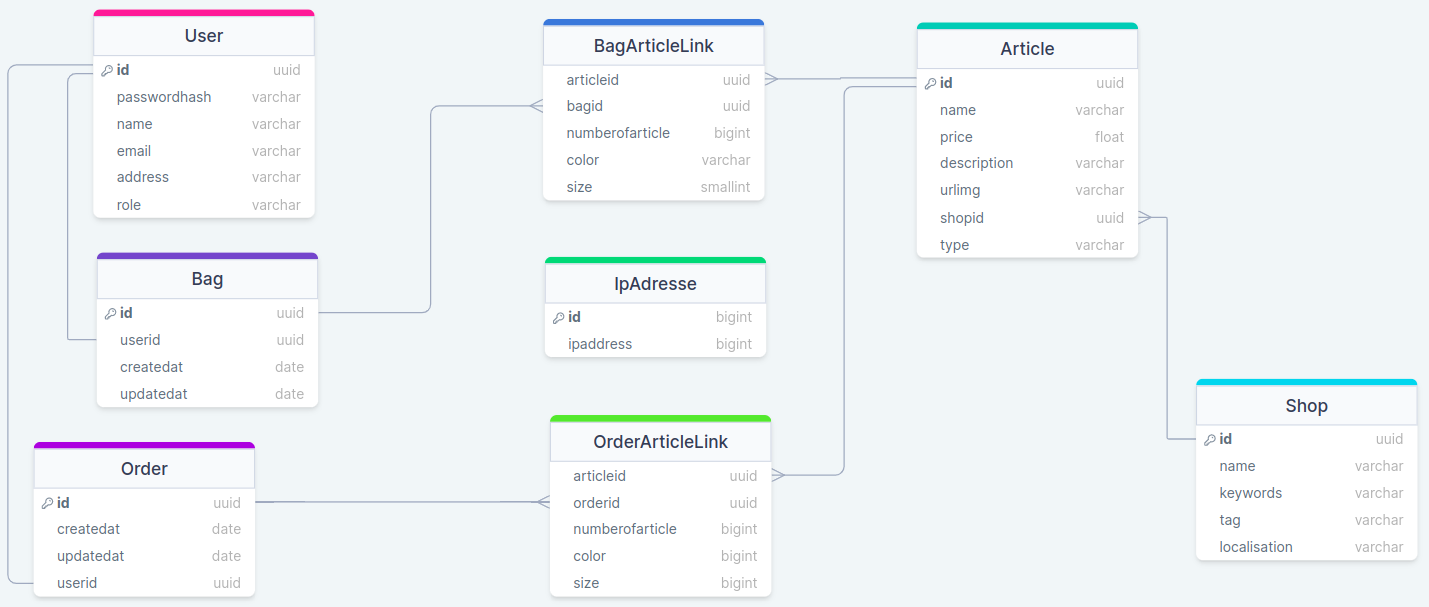 User
id uuid
passwordhash varchar
name varchar
email varchar
address varchar
role varchar
Bag
id uuid
userid uuid
createdat date
updatedat date
Order
id uuid
createdat date
updatedat date
userid uuid
BagArticleLink
articleid uuid
bagid uuid
numberofarticle bigint
color varchar
size smallint
IpAdresse
id bigint
ipaddress bigint
OrderArticleLink
articleid uuid
orderid uuid
numberofarticle bigint
color bigint
size bigint
Article
id uuid
name varchar
price float
description varchar
urlimg varchar
shopid uuid
type varchar
Shop
id uuid
name varchar
keywords varchar
tag varchar
localisation varchar